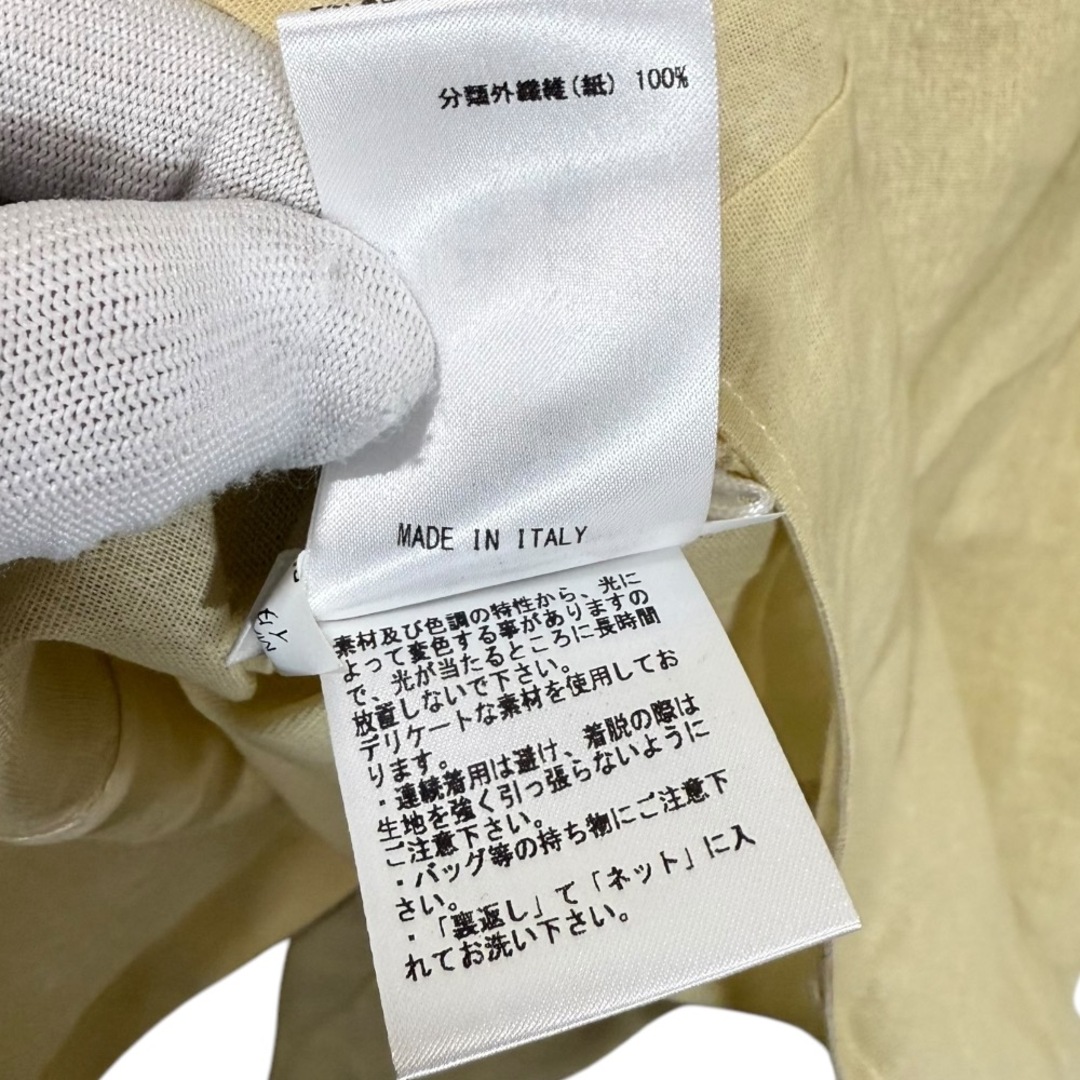 分類外繊維(紙) 100%
MADE IN ITALY
素材及び色調の特性から、光に
よって変色する事がありますの
で、光が当たるところに長時間
放置しないで下さい。
デリケートな素材を使用してお
ります。
・連続着用は避け、着脱の際は
生地を強く引っ張らないように
ご注意下さい。
・バッグ等の持ち物にご注意下
さい。
・「裏返し」で「ネット」に入
れてお洗い下さい。